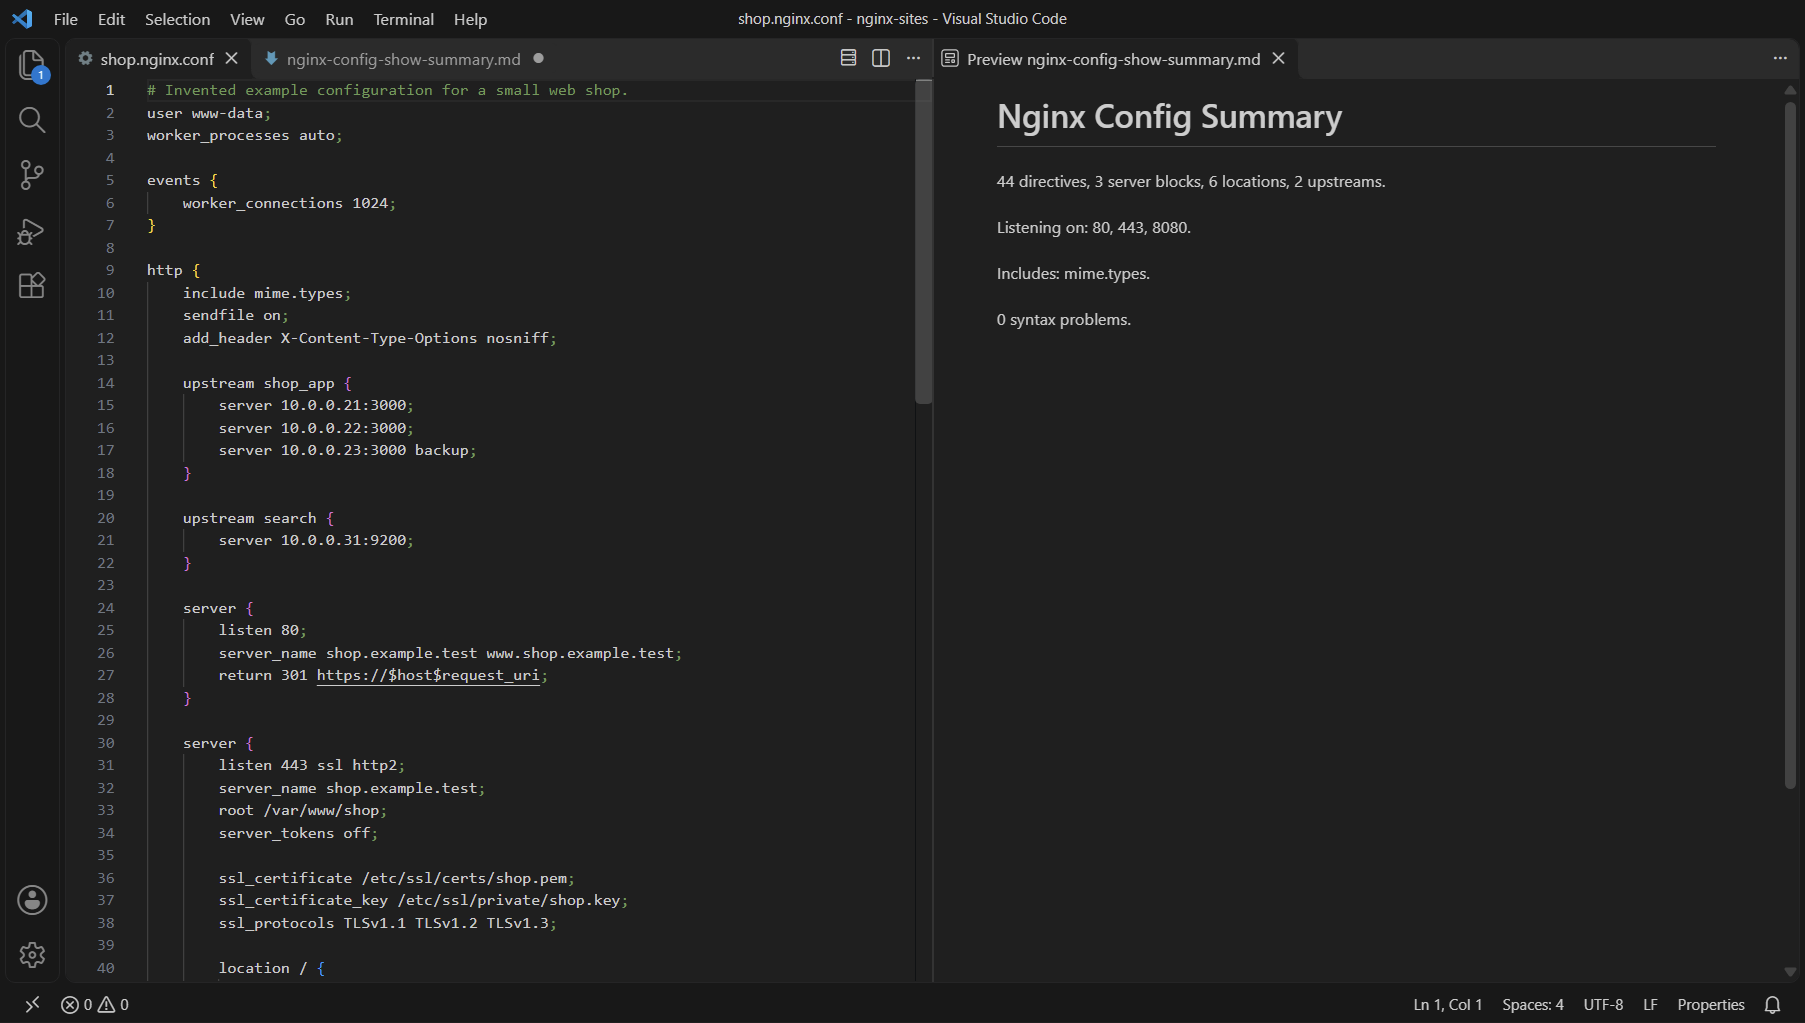 File Edit Selection View Go Run Terminal Help
shop.nginx.conf - nginx-sites - Visual Studio Code
1
shop.nginx.conf
nginx-config-show-summary.md
Preview nginx-config-show-summary.md
1 # Invented example configuration for a small web shop.
2 user www-data;
3 worker_processes auto;
4
5 events {
6     worker_connections 1024;
7 }
8
9 http {
10     include mime.types;
11     sendfile on;
12     add_header X-Content-Type-Options nosniff;
13
14     upstream shop_app {
15         server 10.0.0.21:3000;
16         server 10.0.0.22:3000;
17         server 10.0.0.23:3000 backup;
18     }
19
20     upstream search {
21         server 10.0.0.31:9200;
22     }
23
24     server {
25         listen 80;
26         server_name shop.example.test www.shop.example.test;
27         return 301 https://$host$request_uri;
28     }
29
30     server {
31         listen 443 ssl http2;
32         server_name shop.example.test;
33         root /var/www/shop;
34         server_tokens off;
35
36         ssl_certificate /etc/ssl/certs/shop.pem;
37         ssl_certificate_key /etc/ssl/private/shop.key;
38         ssl_protocols TLSv1.1 TLSv1.2 TLSv1.3;
39
40         location / {
Nginx Config Summary
44 directives, 3 server blocks, 6 locations, 2 upstreams.
Listening on: 80, 443, 8080.
Includes: mime.types.
0 syntax problems.
0 0
Ln 1, Col 1 Spaces: 4 UTF-8 LF Properties